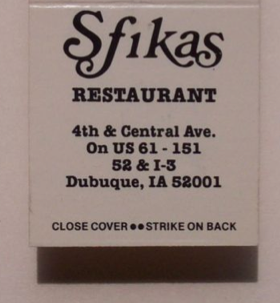 Sfikas
RESTAURANT
4th & Central Ave.
On US 61 - 151
52 & I-3
Dubuque, IA 52001
CLOSE COVER●●STRIKE ON BACK